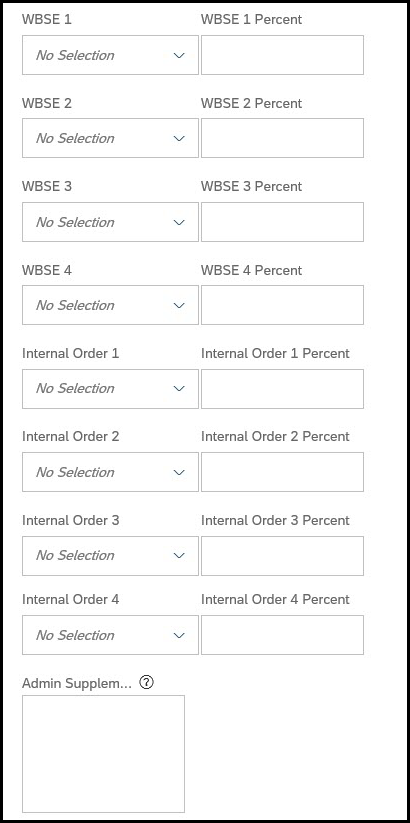 WBSE 1 WBSE 1 Percent
No Selection
WBSE 2 WBSE 2 Percent
No Selection
WBSE 3 WBSE 3 Percent
No Selection
WBSE 4 WBSE 4 Percent
No Selection
Internal Order 1 Internal Order 1 Percent
No Selection
Internal Order 2 Internal Order 2 Percent
No Selection
Internal Order 3 Internal Order 3 Percent
No Selection
Internal Order 4 Internal Order 4 Percent
No Selection
Admin Supplem... ?